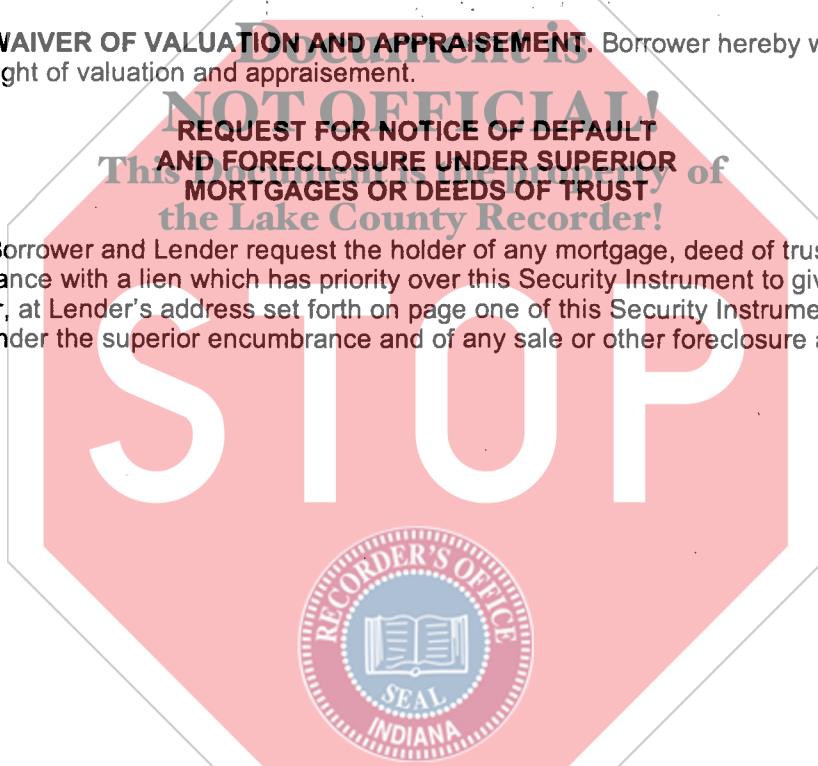 WAIVER OF VALUATION AND APPRAISEMENT. Borrower hereby
ght of valuation and appraisement.
Document is
NOT OFFICIAL!
This Document is the property of
the Lake County Recorder!
REQUEST FOR NOTICE OF DEFAULT
AND FORECLOSURE UNDER SUPERIOR
MORTGAGES OR DEEDS OF TRUST
Borrower and Lender request the holder of any mortgage, deed of trus
ance with a lien which has priority over this Security Instrument to giv
r, at Lender's address set forth on page one of this Security Instrume
nder the superior encumbrance and of any sale or other foreclosure
STOP
RECORDER'S OFFICE
SEAL
INDIANA